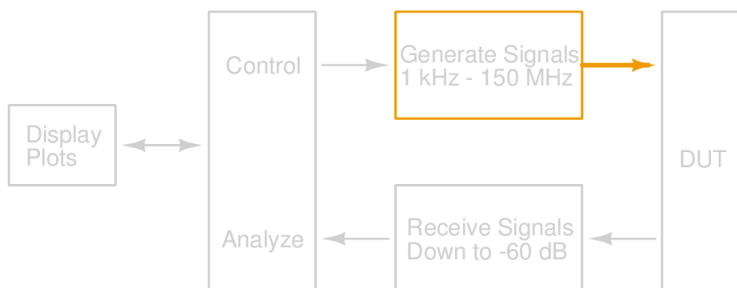 Control
Generate Signals
1 kHz - 150 MHz
Display
Plots
DUT
Analyze
Receive Signals
Down to -60 dB